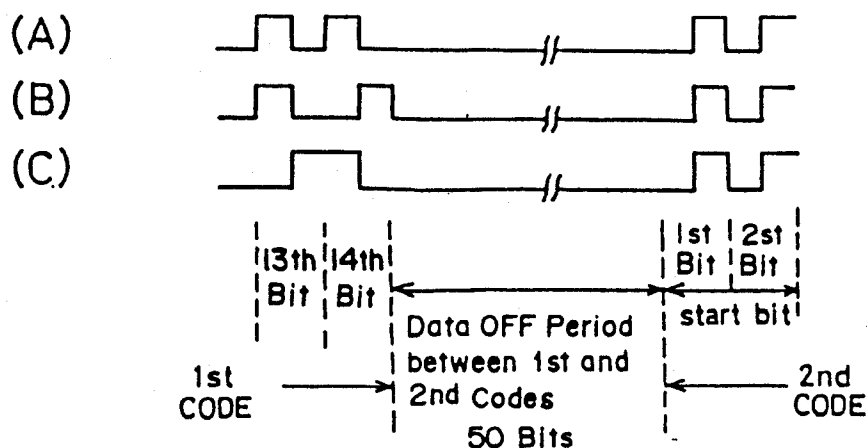 (A)
(B)
(C.)
13th
Bit
14th
Bit
1st
Bit
2st
Bit
start bit
Data OFF Period
between 1st and
2nd Codes
50 Bits
1st
CODE
2nd
CODE